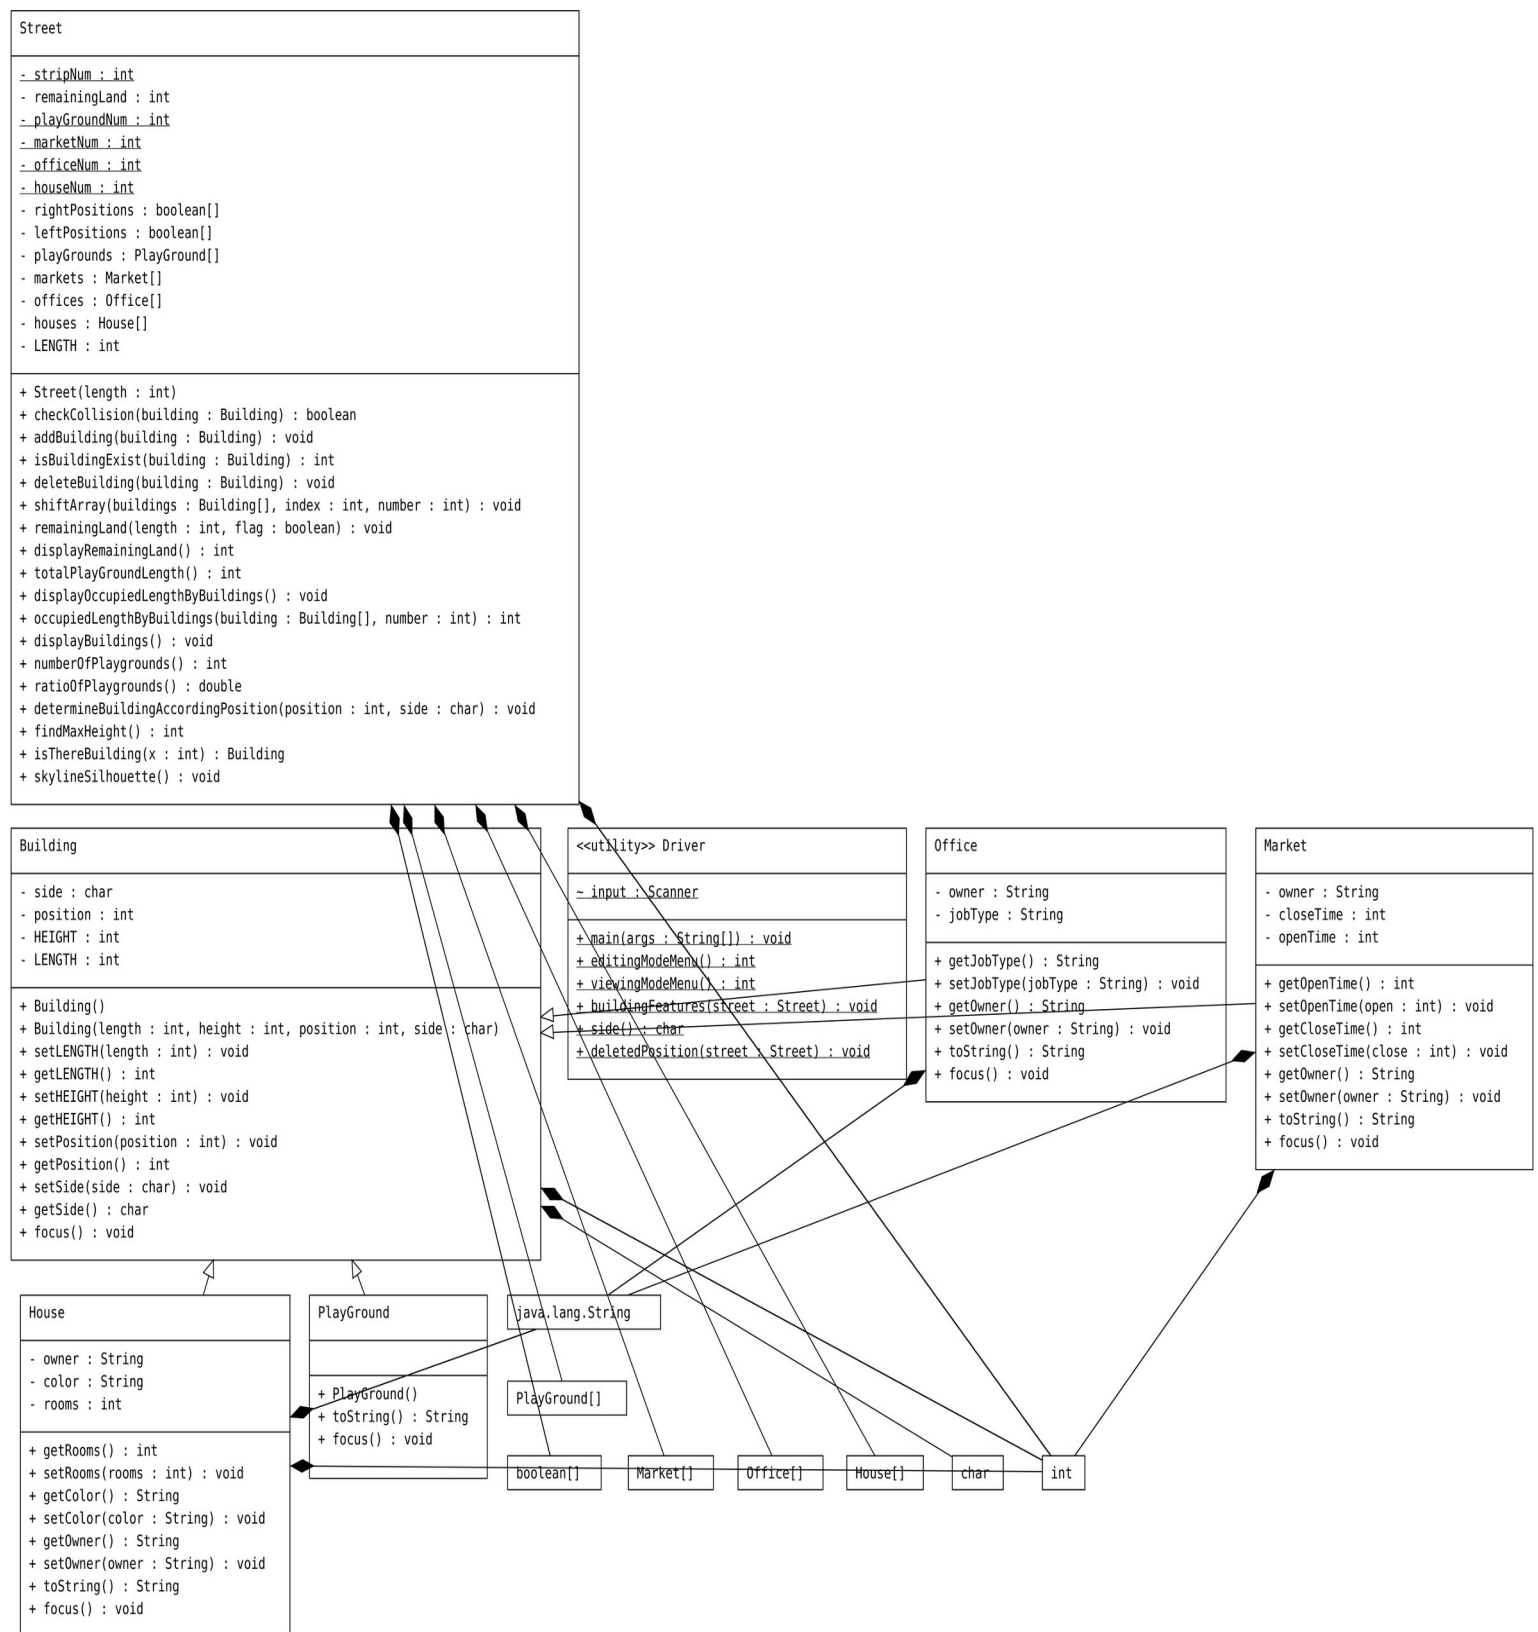 Street
- stripNum : int
- remainingLand : int
- playGroundNum : int
- marketNum : int
- officeNum : int
- houseNum : int
- rightPositions : boolean[]
- leftPositions : boolean[]
- playGrounds : PlayGround[]
- markets : Market[]
- offices : Office[]
- houses : House[]
- LENGTH : int
+ Street(length : int)
+ checkCollision(building : Building) : boolean
+ addBuilding(building : Building) : void
+ isBuildingExist(building : Building) : int
+ deleteBuilding(building : Building) : void
+ shiftArray(buildings : Building[], index : int, number : int) : void
+ remainingLand(length : int, flag : boolean) : void
+ displayRemainingLand() : int
+ totalPlayGroundLength() : int
+ displayOccupiedLengthByBuildings() : void
+ occupiedLengthByBuildings(building : Building[], number : int) : int
+ displayBuildings() : void
+ numberOfPlaygrounds() : int
+ ratioOfPlaygrounds() : double
+ determineBuildingAccordingPosition(position : int, side : char) : void
+ findMaxHeight() : int
+ isThereBuilding(x : int) : Building
+ skylineSilhouette() : void
Building
- side : char
- position : int
- HEIGHT : int
- LENGTH : int
+ Building()
+ Building(length : int, height : int, position : int, side : char)
+ setLENGTH(length : int) : void
+ getLENGTH() : int
+ setHEIGHT(height : int) : void
+ getHEIGHT() : int
+ setPosition(position : int) : void
+ getPosition() : int
+ setSide(side : char) : void
+ getSide() : char
+ focus() : void
<<utility>> Driver
~ input : Scanner
+ main(args : String[]) : void
+ editingModeMenu() : int
+ viewingModeMenu() : int
+ buildingFeatures(street : Street) : void
+ side() : char
+ deletedPosition(street : Street) : void
Office
- owner : String
- jobType : String
+ getJobType() : String
+ setJobType(jobType : String) : void
+ getOwner() : String
+ setOwner(owner : String) : void
+ toString() : String
+ focus() : void
Market
- owner : String
- closeTime : int
- openTime : int
+ getOpenTime() : int
+ setOpenTime(open : int) : void
+ getCloseTime() : int
+ setCloseTime(close : int) : void
+ getOwner() : String
+ setOwner(owner : String) : void
+ toString() : String
+ focus() : void
House
- owner : String
- color : String
- rooms : int
+ getRooms() : int
+ setRooms(rooms : int) : void
+ getColor() : String
+ setColor(color : String) : void
+ getOwner() : String
+ setOwner(owner : String) : void
+ toString() : String
+ focus() : void
PlayGround
+ PlayGround()
+ toString() : String
+ focus() : void
java.lang.String
PlayGround[]
boolean[]
Market[]
Office[]
House[]
char
int